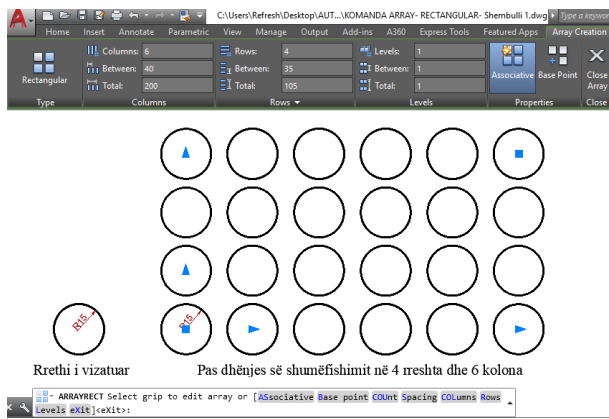 C:\Users\Refresh\Desktop\AUT...\KOMANDA ARRAY- RECTANGULAR- Shembulli 1.dwg
Type a keywor
Home Insert Annotate Parametric View Manage Output Add-ins A360 Express Tools Featured Apps Array Creation
Columns: 6 Rows: 4 Levels: 1
Between: 40 Between: 35 Between: 1
Total: 200 Total: 105 Total: 1
Rectangular Associative Base Point Close Array
Type Columns Rows Levels Properties Close
R15 R15
Rrethi i vizatuar Pas dhënjes së shumëfishimit në 4 rreshta dhe 6 kolona
ARRAYRECT Select grip to edit array or [ASsociative Base point COUnt Spacing COLumns Rows
Levels eXit]<eXit>: